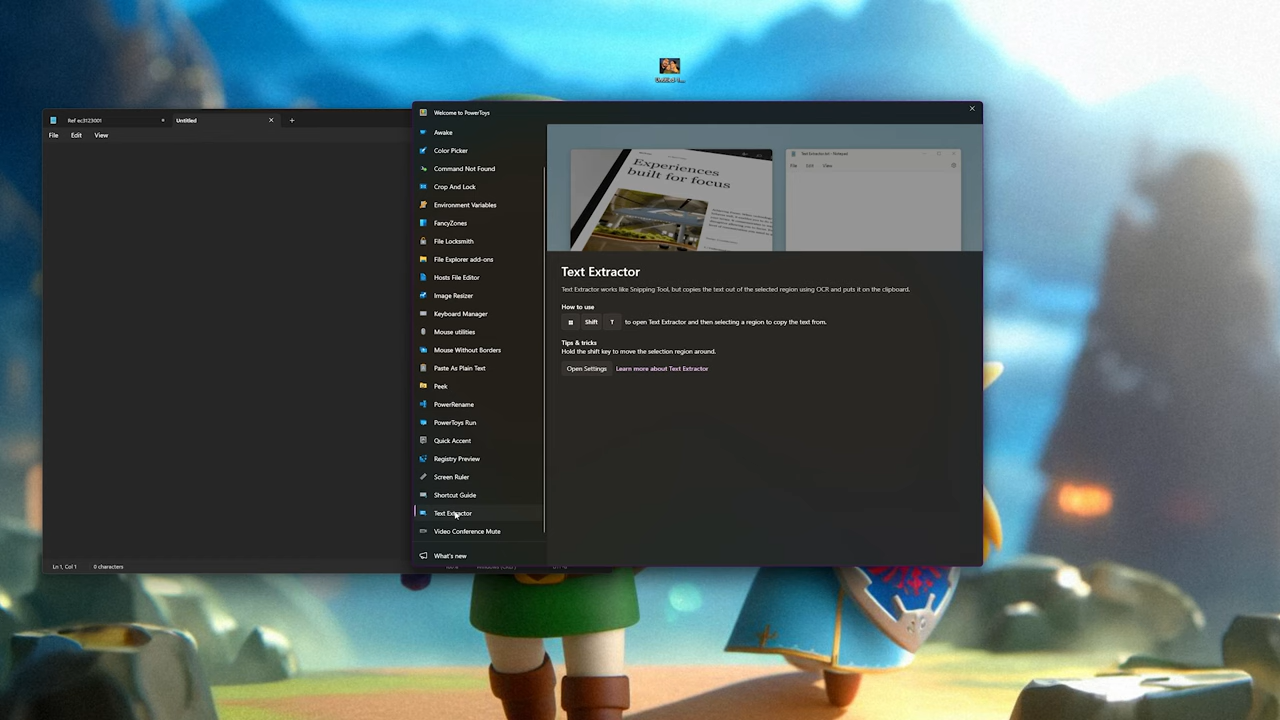 Ref ec3123001
Untitled
File Edit View
Ln 1, Col 1 0 characters
Welcome to PowerToys
Awake
Color Picker
Command Not Found
Crop And Lock
Environment Variables
FancyZones
File Locksmith
File Explorer add-ons
Hosts File Editor
Image Resizer
Keyboard Manager
Mouse utilities
Mouse Without Borders
Paste As Plain Text
Peek
PowerRename
PowerToys Run
Quick Accent
Registry Preview
Screen Ruler
Shortcut Guide
Text Extractor
Video Conference Mute
What's new
Experiences
built for focus
File Edit View
Text Extractor
Text Extractor works like Snipping Tool, but copies the text out of the selected region using OCR and puts it on the clipboard.
How to use
Shift T to open Text Extractor and then selecting a region to copy the text from.
Tips & tricks
Hold the shift key to move the selection region around.
Open Settings Learn more about Text Extractor